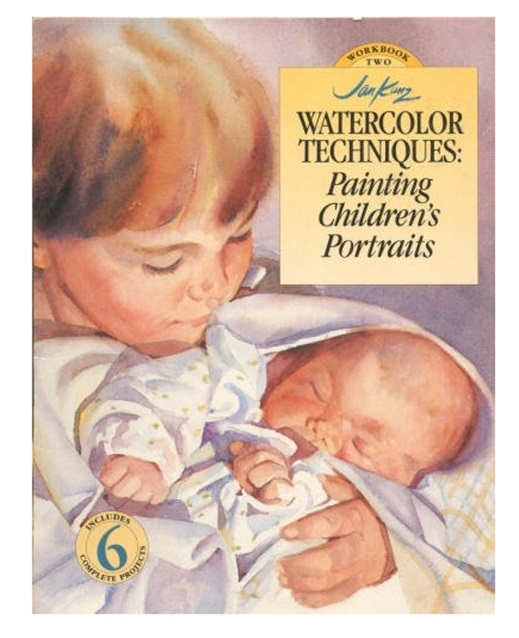 WORKBOOK
TWO
Jan Kunz
WATERCOLOR
TECHNIQUES:
Painting
Children's
Portraits
INCLUDES
6
COMPLETE PROJECTS